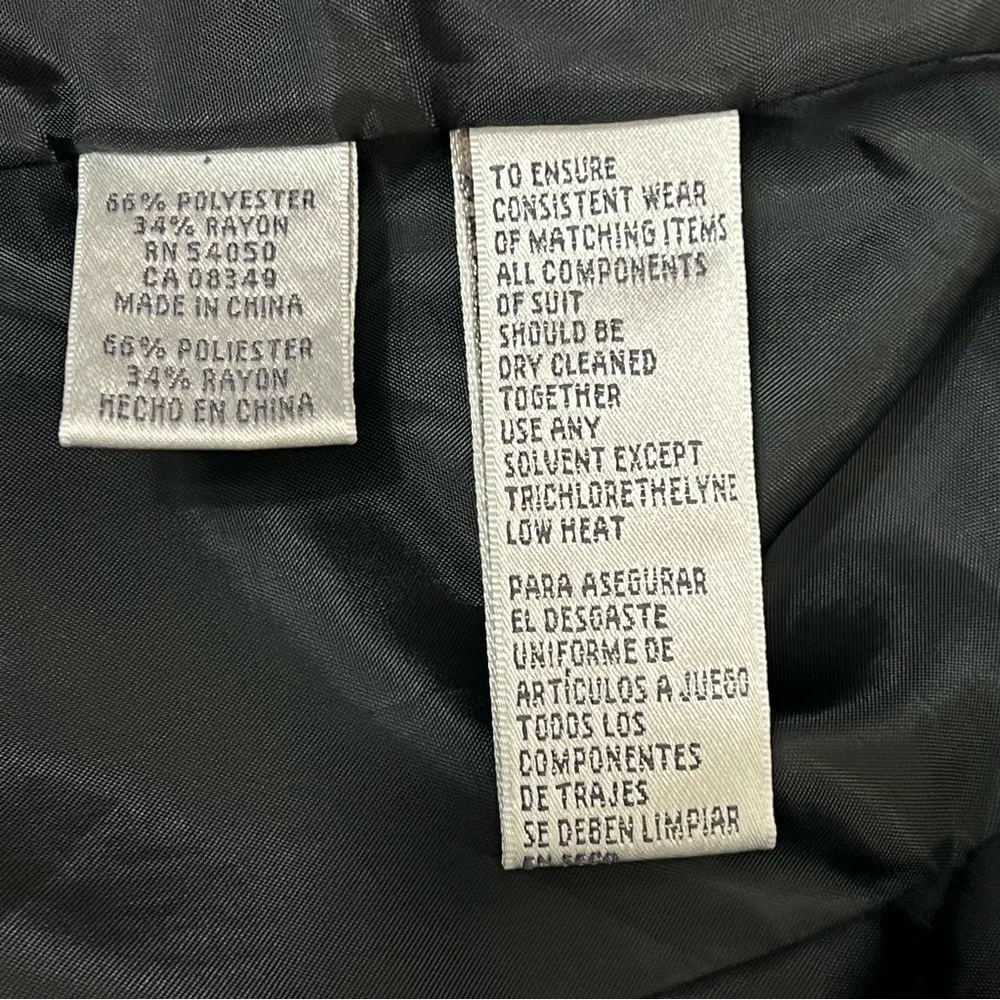 66% POLYESTER
34% RAYON
RN 54050
CA 08349
MADE IN CHINA
66% POLIESTER
34% RAYON
HECHO EN CHINA
TO ENSURE
CONSISTENT WEAR
OF MATCHING ITEMS
ALL COMPONENTS
OF SUIT
SHOULD BE
DRY CLEANED
TOGETHER
USE ANY
SOLVENT EXCEPT
TRICHLORETHELYNE
LOW HEAT
PARA ASEGURAR
EL DESGASTE
UNIFORME DE
ARTÍCULOS A JUEGO
TODOS LOS
COMPONENTES
DE TRAJES
SE DEBEN LIMPIAR
EN SECO